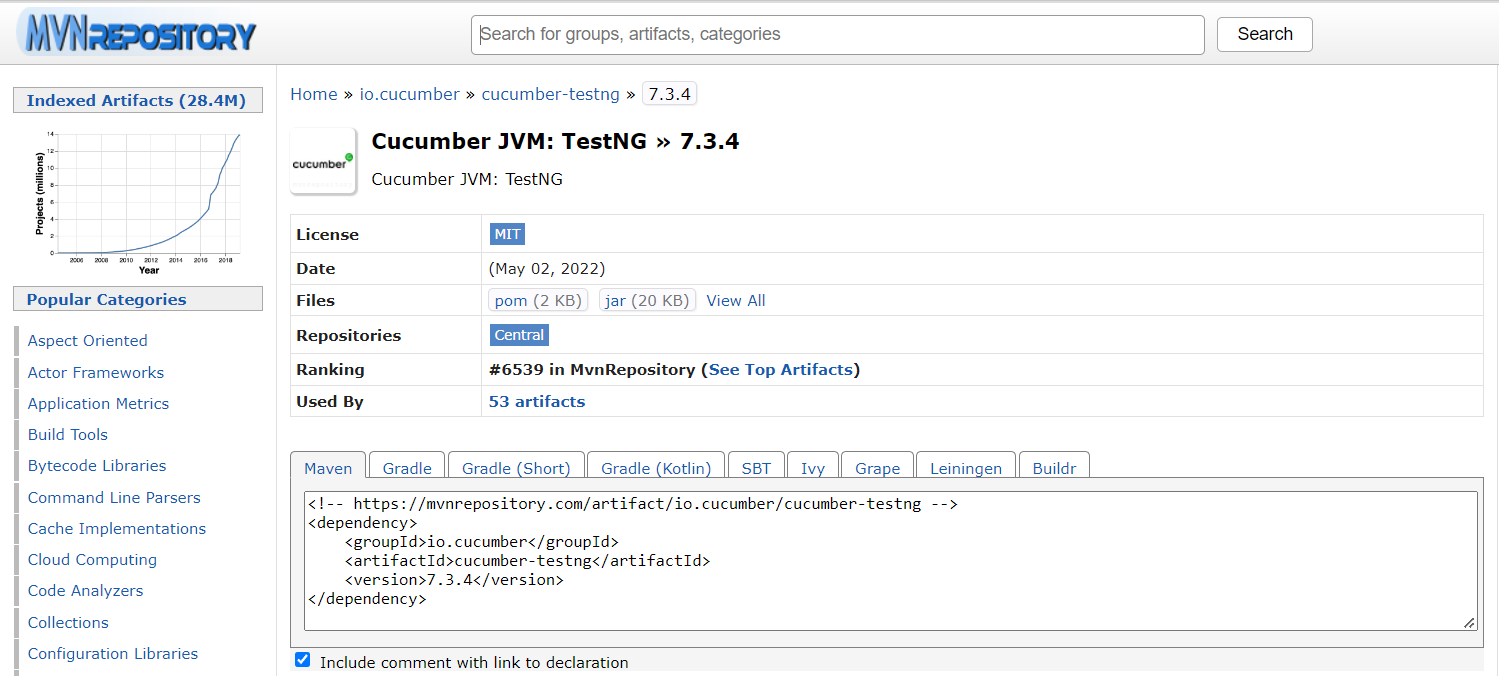 MVNREPOSITORY
Search for groups, artifacts, categories
Search
Indexed Artifacts (28.4M)
Projects (millions)
14
12
10
8
6
4
2
0
2006 2008 2010 2012 2014 2016 2018
Year
Popular Categories
Aspect Oriented
Actor Frameworks
Application Metrics
Build Tools
Bytecode Libraries
Command Line Parsers
Cache Implementations
Cloud Computing
Code Analyzers
Collections
Configuration Libraries
Home » io.cucumber » cucumber-testng » 7.3.4
cucumber
Cucumber JVM: TestNG » 7.3.4
Cucumber JVM: TestNG
License MIT
Date (May 02, 2022)
Files pom (2 KB) jar (20 KB) View All
Repositories Central
Ranking #6539 in MvnRepository (See Top Artifacts)
Used By 53 artifacts
Maven Gradle Gradle (Short) Gradle (Kotlin) SBT Ivy Grape Leiningen Buildr
<!-- https://mvnrepository.com/artifact/io.cucumber/cucumber-testng -->
<dependency>
    <groupId>io.cucumber</groupId>
    <artifactId>cucumber-testng</artifactId>
    <version>7.3.4</version>
</dependency>
Include comment with link to declaration